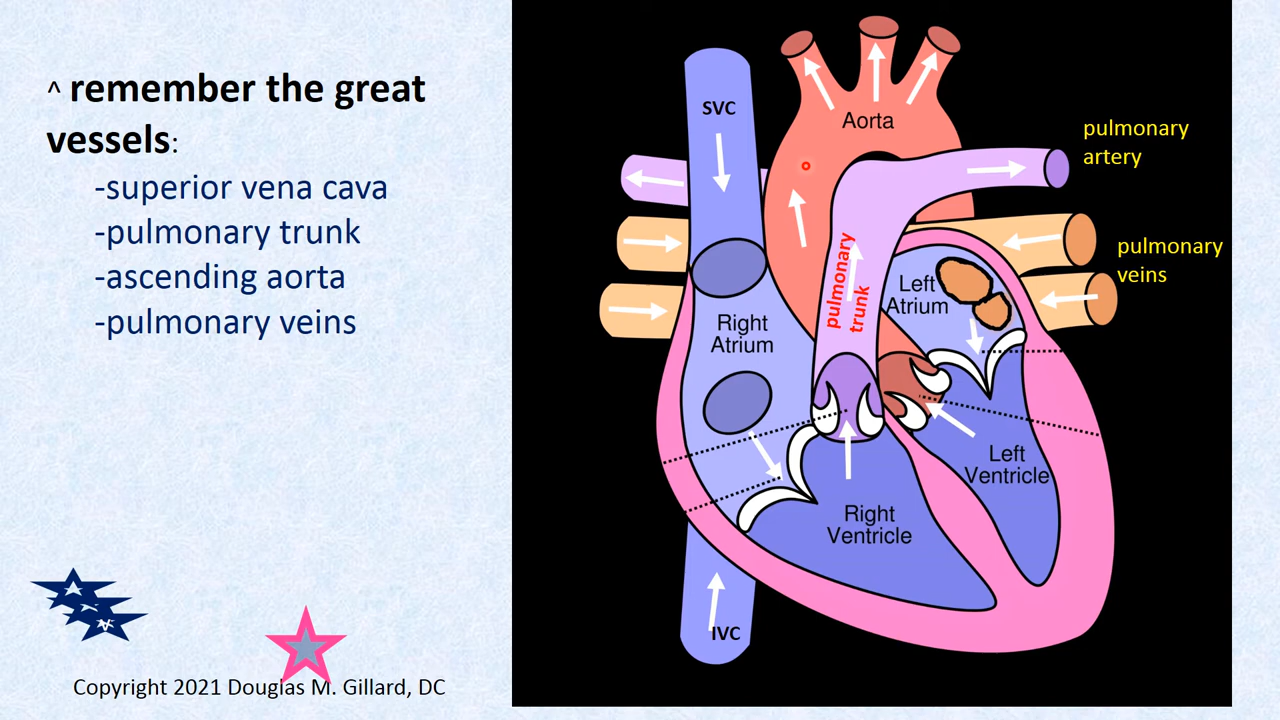 ^ remember the great
vessels:
-superior vena cava
-pulmonary trunk
-ascending aorta
-pulmonary veins
Copyright 2021 Douglas M. Gillard, DC
SVC
Aorta
pulmonary
artery
pulmonary
veins
pulmonary
trunk
Left
Atrium
Right
Atrium
Left
Ventricle
Right
Ventricle
IVC